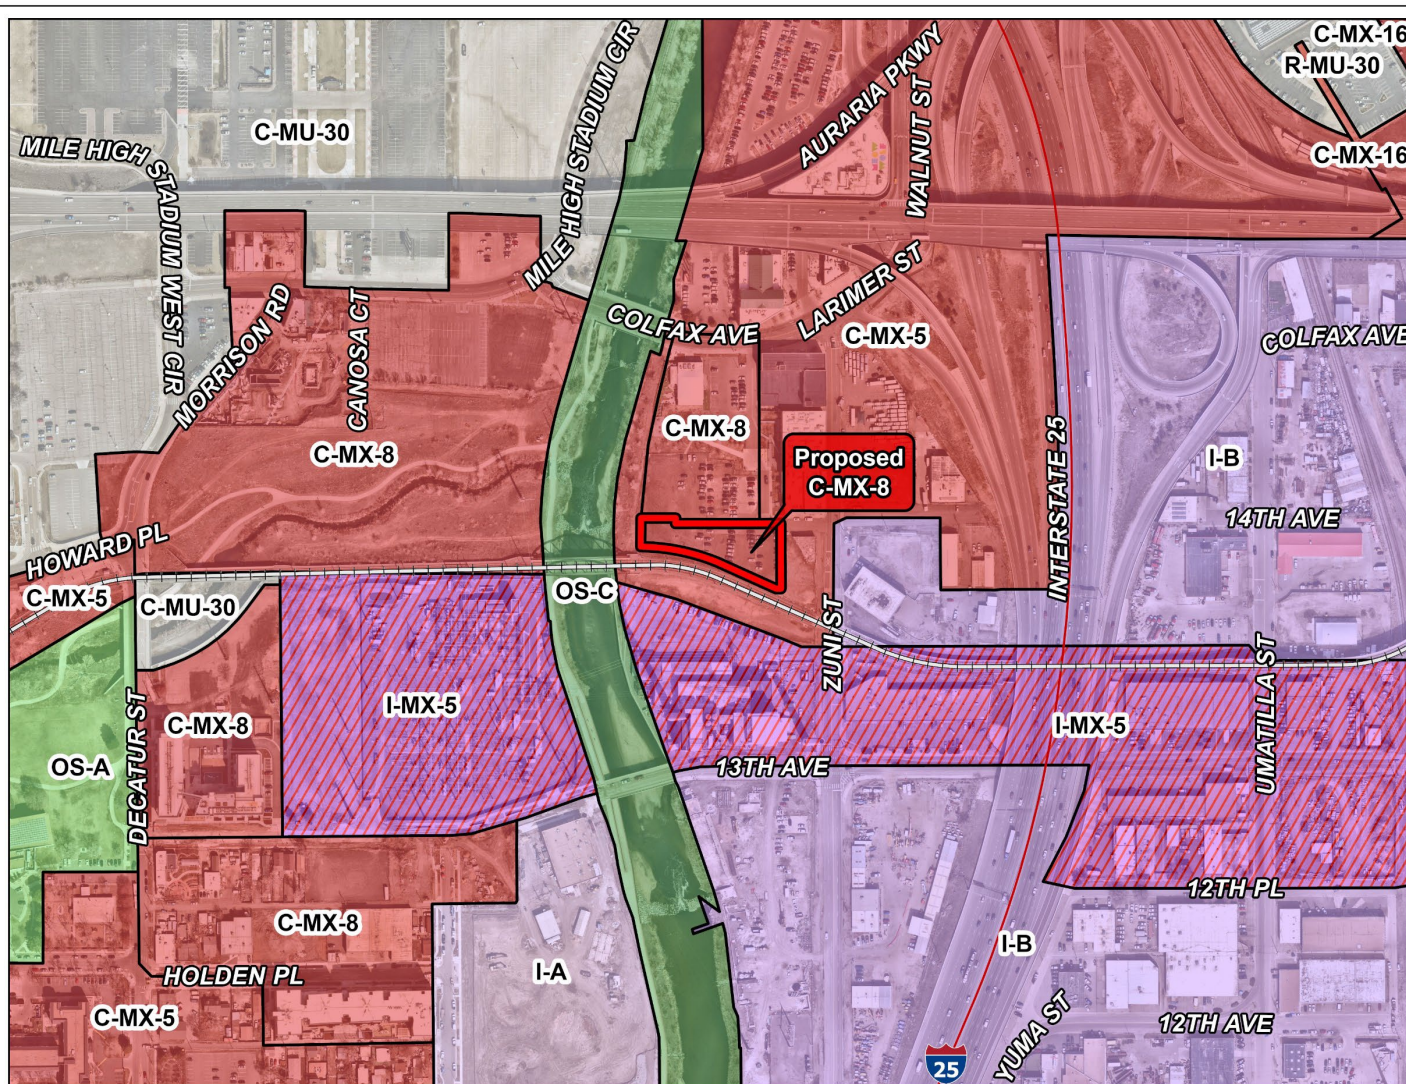 C-MX-16
R-MU-30
C-MU-30
MILE HIGH STADIUM WEST CIR
MILE HIGH STADIUM CIR
AURARIA PKWY
WALNUT ST
C-MX-16
LARIMER ST
COLFAX AVE
C-MX-5
COLFAX AVE
MORRISON RD
CANOSA CT
C-MX-8
C-MX-8
Proposed
C-MX-8
INTERSTATE 25
I-B
14TH AVE
HOWARD PL
C-MX-5
C-MU-30
OS-C
ZUNI ST
UMATILLA ST
I-MX-5
I-MX-5
C-MX-8
DECATUR ST
OS-A
13TH AVE
12TH PL
C-MX-8
I-B
HOLDEN PL
I-A
C-MX-5
12TH AVE
YUMA ST
25